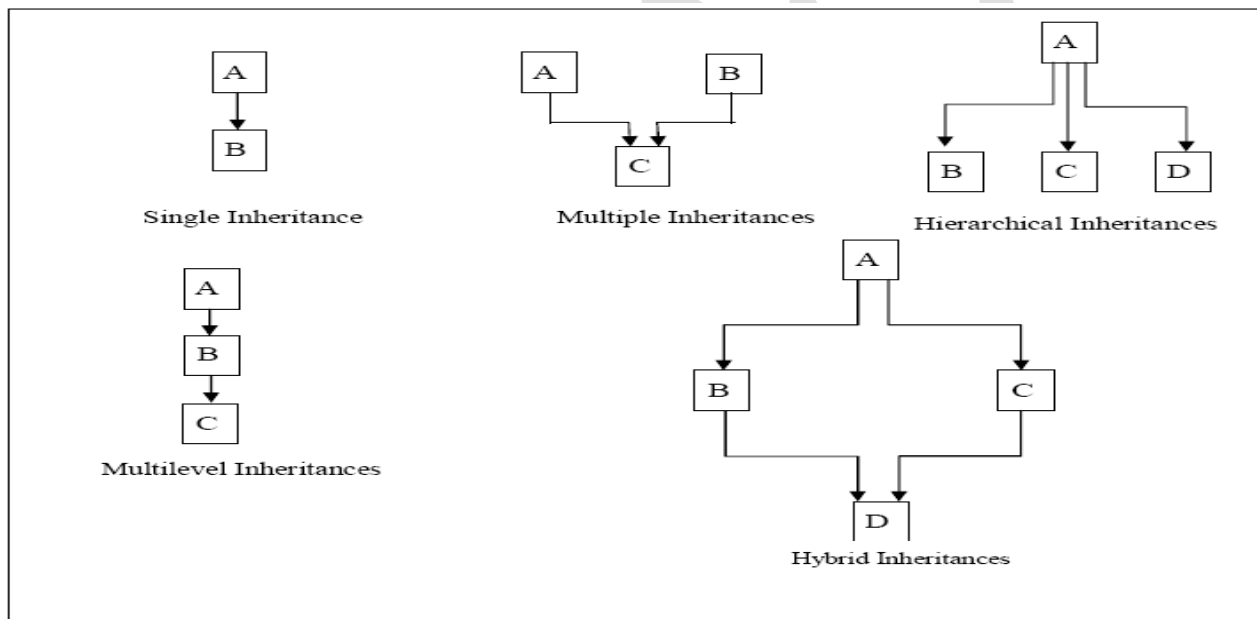 A
B
Single Inheritance
A
B
C
Multiple Inheritances
A
B
C
D
Hierarchical Inheritances
A
B
C
Multilevel Inheritances
A
B
C
D
Hybrid Inheritances